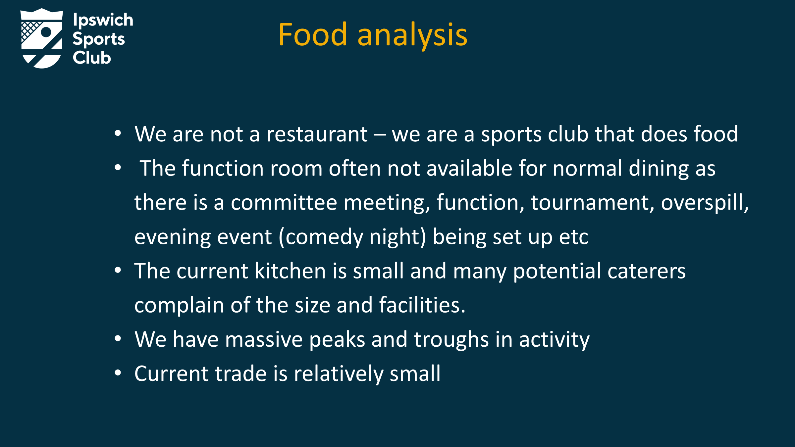 Ipswich
Sports
Club
Food analysis
• We are not a restaurant – we are a sports club that does food
• The function room often not available for normal dining as
there is a committee meeting, function, tournament, overspill,
evening event (comedy night) being set up etc
• The current kitchen is small and many potential caterers
complain of the size and facilities.
• We have massive peaks and troughs in activity
• Current trade is relatively small